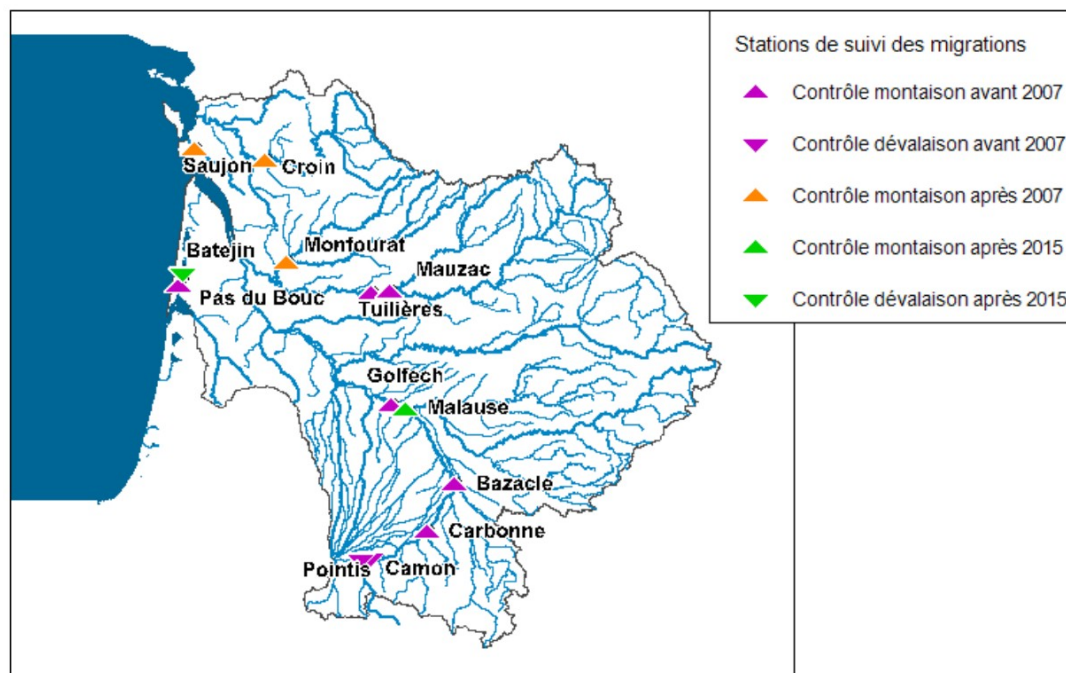 Stations de suivi des migrations
Contrôle montaison avant 2007
Contrôle dévalaison avant 2007
Contrôle montaison après 2007
Contrôle montaison après 2015
Contrôle dévalaison après 2015
Saujon
Croin
Monfourat
Batejin
Mauzac
Pas du Bouc
Tuilières
Golfech
Malause
Bazacle
Carbonne
Pointis
Camon